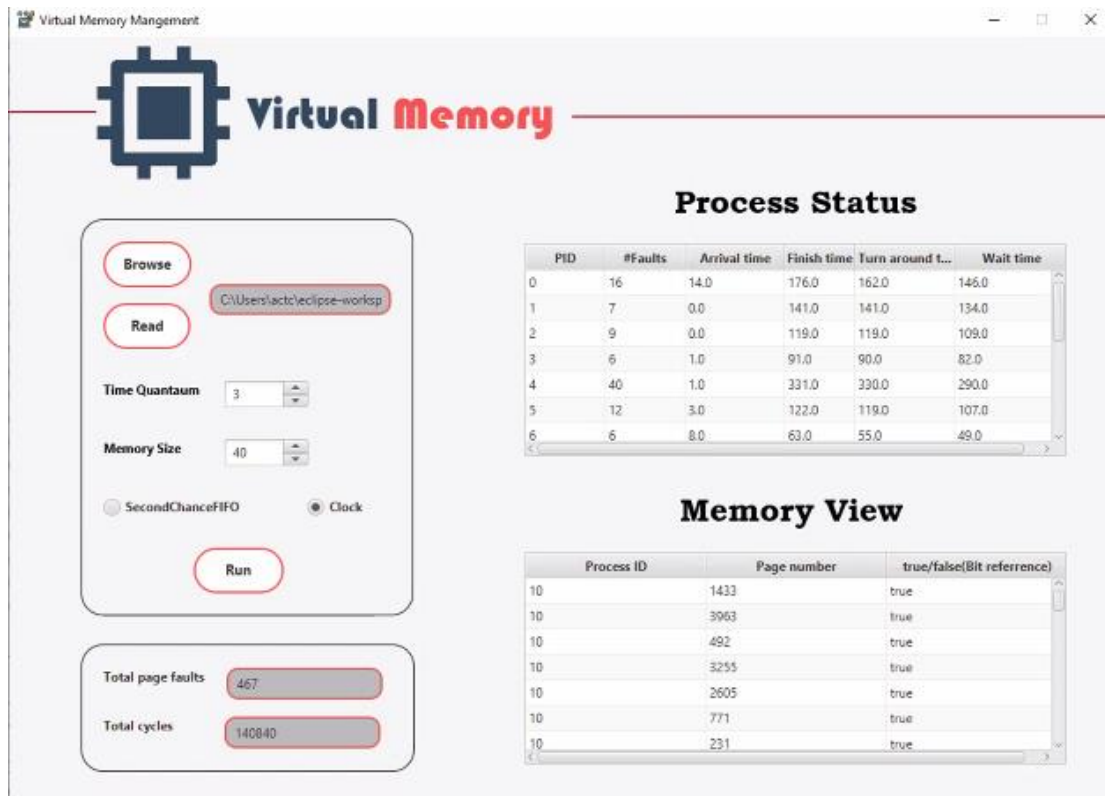 Virtual Memory Mangement
Virtual Memory
Process Status
Browse
Read
C:\Users\actc\eclipse-worksp
Time Quantaum 3
Memory Size 40
SecondChanceFIFO Clock
Run
Total page faults 467
Total cycles 140840
PID #Faults Arrival time Finish time Turn around t... Wait time
0 16 14.0 176.0 162.0 146.0
1 7 0.0 141.0 141.0 134.0
2 9 0.0 119.0 119.0 109.0
3 6 1.0 91.0 90.0 82.0
4 40 1.0 331.0 330.0 290.0
5 12 3.0 122.0 119.0 107.0
6 6 8.0 63.0 55.0 49.0
Memory View
Process ID Page number true/false(Bit referrence)
10 1433 true
10 3963 true
10 492 true
10 3255 true
10 2605 true
10 771 true
10 231 true